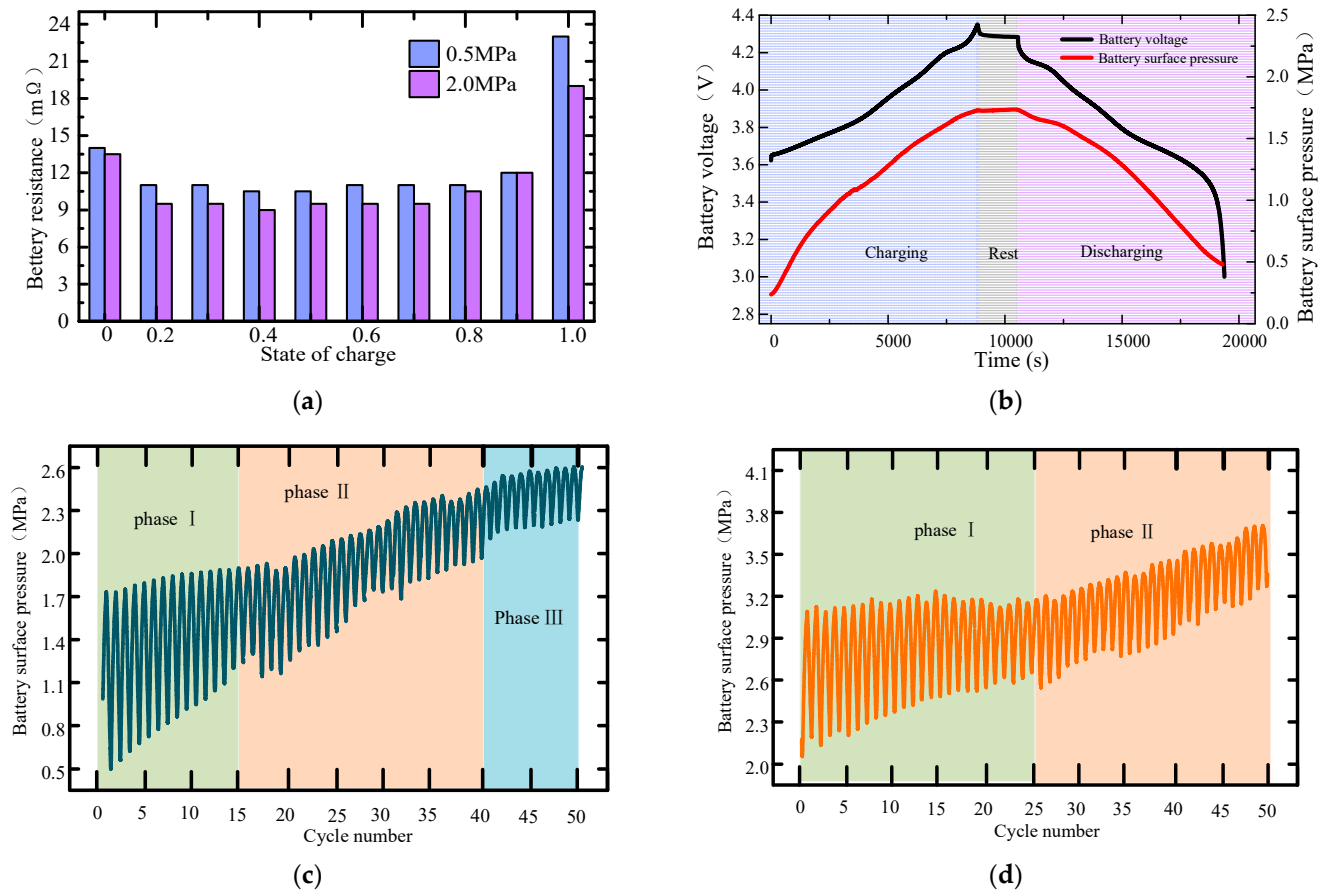 24
21
18
15
12
9
6
3
0
Bettery resistance（m Ω）
0.5MPa
2.0MPa
0 0.2 0.4 0.6 0.8 1.0
State of charge
(a)
4.4
4.2
4.0
3.8
3.6
3.4
3.2
3.0
2.8
Battery voltage（V）
Battery voltage
Battery surface pressure
Charging Rest Discharging
2.5
2.0
1.5
1.0
0.5
0.0
Battery surface pressure（MPa）
0 5000 10000 15000 20000
Time (s)
(b)
2.6
2.3
2.0
1.7
1.4
1.1
0.8
0.5
Battery surface pressure（MPa）
phase Ⅰ
phase Ⅱ
Phase Ⅲ
0 5 10 15 20 25 30 35 40 45 50
Cycle number
(c)
4.1
3.8
3.5
3.2
2.9
2.6
2.3
2.0
Battery surface pressure（MPa）
phase Ⅰ
phase Ⅱ
0 5 10 15 20 25 30 35 40 45 50
Cycle number
(d)